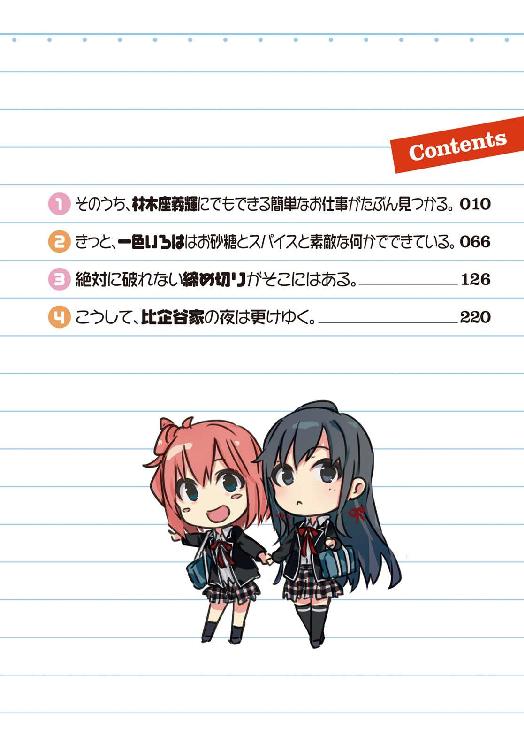 Contents
1 そのうち、材木座義輝にでもできる簡単なお仕事がたぶん見つかる。 010
2 きっと、一色いろははお砂糖とスパイスと素敵な何かでできている。 066
3 絶対に破れない締め切りがそこにはある。 126
4 こうして、比企谷家の夜は更けゆく。 220